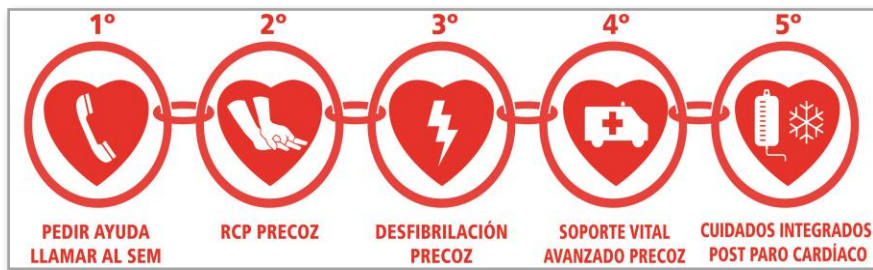 1º
2º
3º
4º
5º
PEDIR AYUDA
LLAMAR AL SEM
RCP PRECOZ
DESFIBRILACIÓN
PRECOZ
SOPORTE VITAL
AVANZADO PRECOZ
CUIDADOS INTEGRADOS
POST PARO CARDÍACO